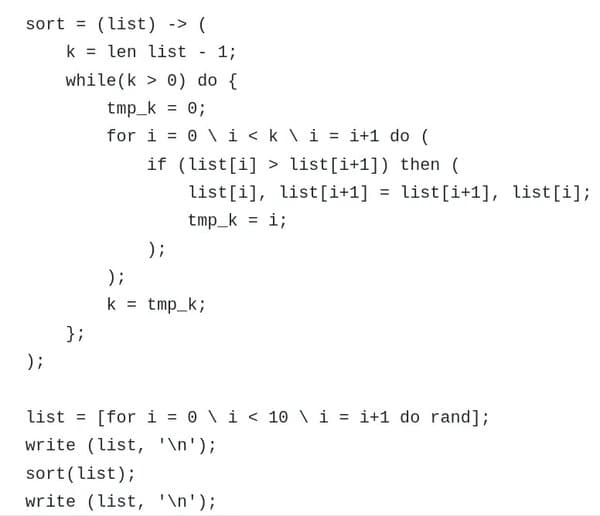 sort = (list) -> (
    k = len list - 1;
    while(k > 0) do {
        tmp_k = 0;
        for i = 0 \ i < k \ i = i+1 do (
            if (list[i] > list[i+1]) then (
                list[i], list[i+1] = list[i+1], list[i];
                tmp_k = i;
            );
        );
        k = tmp_k;
    };
);

list = [for i = 0 \ i < 10 \ i = i+1 do rand];
write (list, '\n');
sort(list);
write (list, '\n');